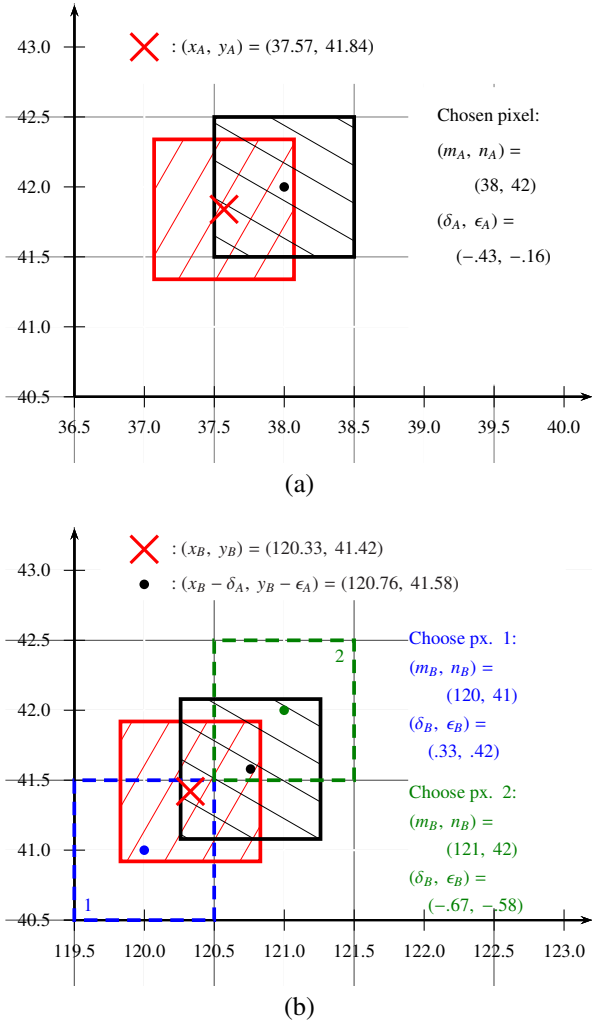 43.0
: (x_A, y_A) = (37.57, 41.84)
42.5
Chosen pixel:
(m_A, n_A) =
42.0
(38, 42)
(δ_A, ϵ_A) =
41.5
(−.43, −.16)
41.0
40.5
36.5 37.0 37.5 38.0 38.5 39.0 39.5 40.0
(a)
: (x_B, y_B) = (120.33, 41.42)
43.0
: (x_B − δ_A, y_B − ϵ_A) = (120.76, 41.58)
42.5
Choose px. 1:
2
(m_B, n_B) =
(120, 41)
42.0
(δ_B, ϵ_B) =
(.33, .42)
41.5
Choose px. 2:
(m_B, n_B) =
41.0
(121, 42)
(δ_B, ϵ_B) =
1
(−.67, −.58)
40.5
119.5 120.0 120.5 121.0 121.5 122.0 122.5 123.0
(b)